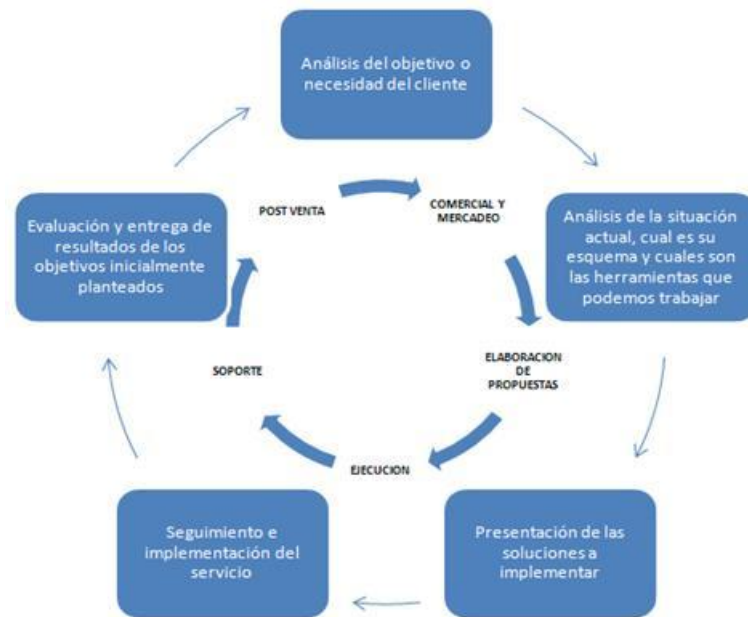 Análisis del objetivo o
necesidad del cliente
POST VENTA
COMERCIAL Y
MERCADEO
Evaluación y entrega de
resultados de los
objetivos inicialmente
planteados
Análisis de la situación
actual, cual es su
esquema y cuales son
las herramientas que
podemos trabajar
SOPORTE
ELABORACION
DE
PROPUESTAS
EJECUCION
Seguimiento e
implementación del
servicio
Presentación de las
soluciones a
implementar